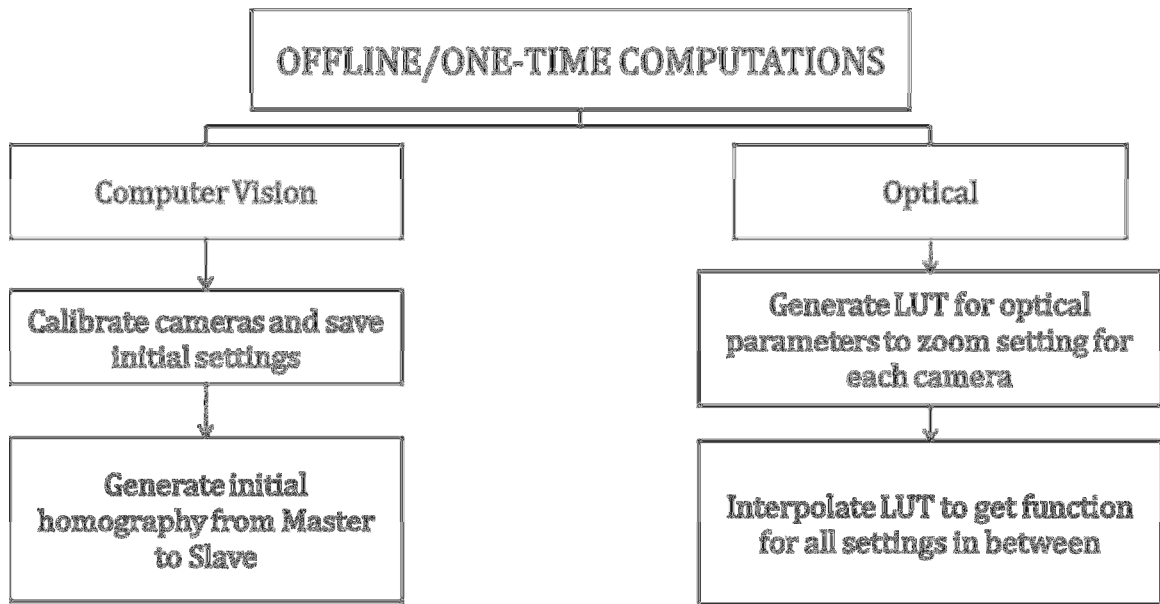 OFFLINE/ONE-TIME COMPUTATIONS
Computer Vision
Optical
Calibrate cameras and save
initial settings
Generate LUT for optical
parameters to zoom setting for
each camera
Generate initial
homography from Master
to Slave
Interpolate LUT to get function
for all settings in between